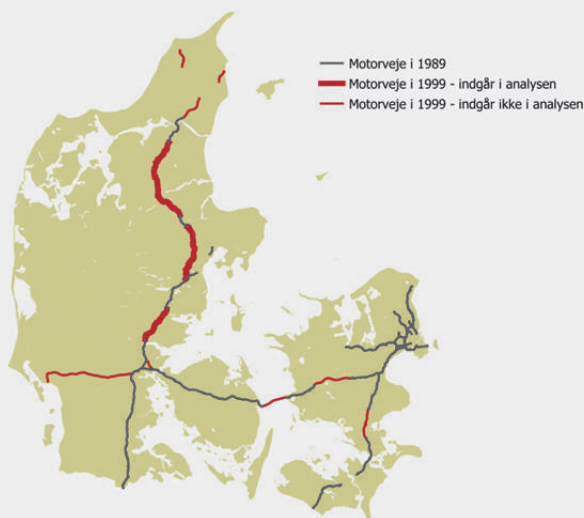 Motorveje i 1989
Motorveje i 1999 - indgår i analysen
Motorveje i 1999 - indgår ikke i analysen